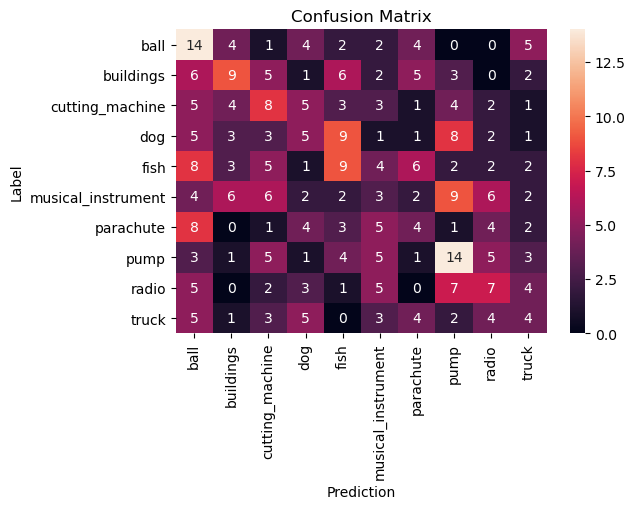 Confusion Matrix
Label
ball 14 4 1 4 2 2 4 0 0 5
buildings 6 9 5 1 6 2 5 3 0 2
cutting_machine 5 4 8 5 3 3 1 4 2 1
dog 5 3 3 5 9 1 1 8 2 1
fish 8 3 5 1 9 4 6 2 2 2
musical_instrument 4 6 6 2 2 3 2 9 6 2
parachute 8 0 1 4 3 5 4 1 4 2
pump 3 1 5 1 4 5 1 14 5 3
radio 5 0 2 3 1 5 0 7 7 4
truck 5 1 3 5 0 3 4 2 4 4
ball
buildings
cutting_machine
dog
fish
musical_instrument
parachute
pump
radio
truck
Prediction
12.5
10.0
7.5
5.0
2.5
0.0